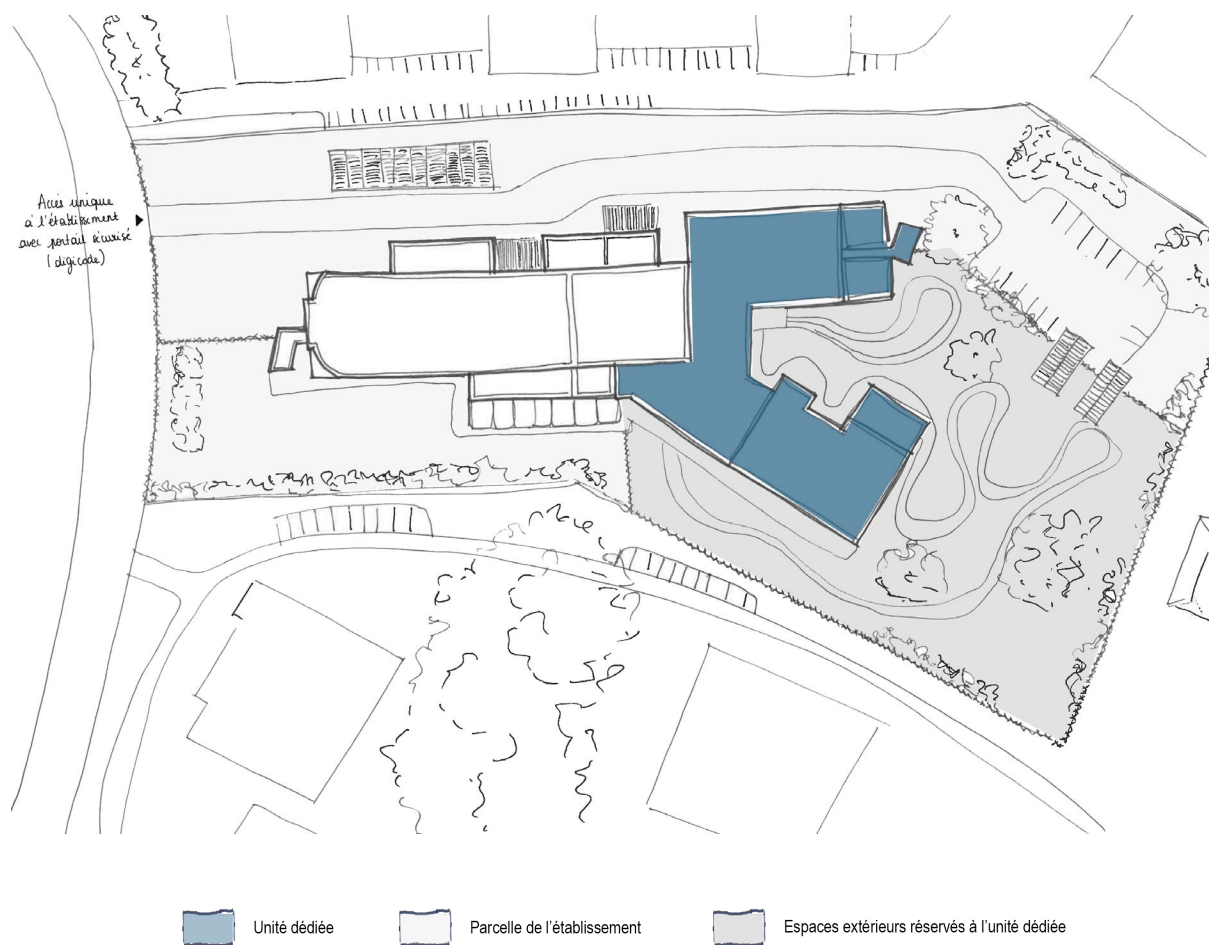 Accès unique
à l'établissement
avec portail sécurisé
(digicode)
Unité dédiée
Parcelle de l'établissement
Espaces extérieurs réservés à l'unité dédiée